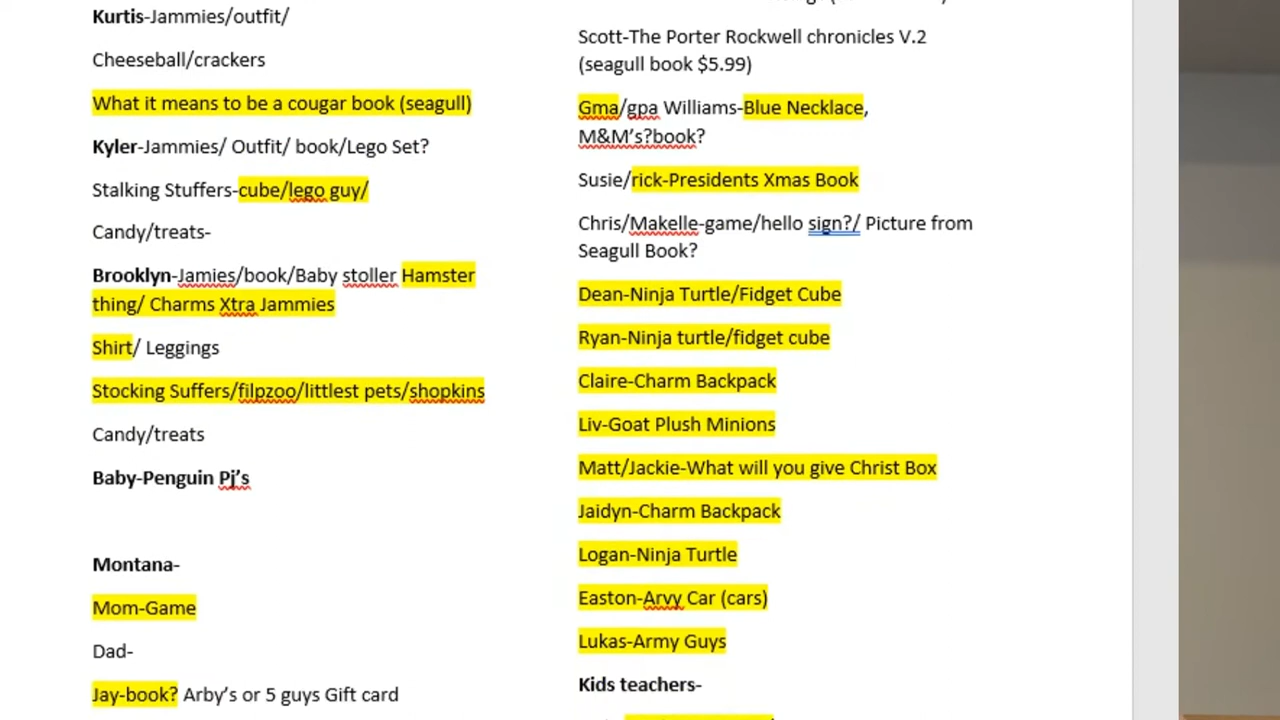 Kurtis-Jammies/outfit/
Cheeseball/crackers
What it means to be a cougar book (seagull)
Kyler-Jammies/ Outfit/ book/Lego Set?
Stalking Stuffers-cube/lego guy/
Candy/treats-
Brooklyn-Jamies/book/Baby stoller Hamster
thing/ Charms Xtra Jammies
Shirt/ Leggings
Stocking Suffers/filpzoo/littlest pets/shopkins
Candy/treats
Baby-Penguin Pj's
Montana-
Mom-Game
Dad-
Jay-book? Arby's or 5 guys Gift card
Scott-The Porter Rockwell chronicles V.2
(seagull book $5.99)
Gma/gpa Williams-Blue Necklace,
M&M's?book?
Susie/rick-Presidents Xmas Book
Chris/Makelle-game/hello sign?/ Picture from
Seagull Book?
Dean-Ninja Turtle/Fidget Cube
Ryan-Ninja turtle/fidget cube
Claire-Charm Backpack
Liv-Goat Plush Minions
Matt/Jackie-What will you give Christ Box
Jaidyn-Charm Backpack
Logan-Ninja Turtle
Easton-Arvy Car (cars)
Lukas-Army Guys
Kids teachers-